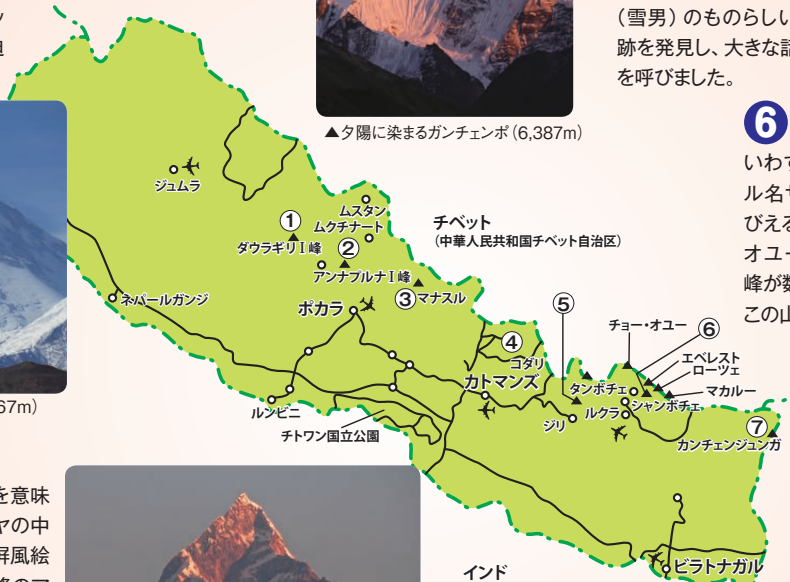 ッ
(雪男)のものらしい
跡を発見し、大きな話
を呼びました。
▲夕陽に染まるガンチェンポ(6,387m)
6
いわず
ル名サ
びえる
オユー
峰が数
この山
ジュムラ
ムスタン
ムクチナート
①
ダウラギリⅠ峰
②
アンナプルナⅠ峰
チベット
(中華人民共和国チベット自治区)
③
マナスル
ネパールガンジ
ポカラ
④
コダリ
カトマンズ
⑤
チョー・オユー
⑥
エベレスト
ローツェ
マカルー
タンボチェ
シャンボチェ
ルクラ
ジリ
⑦
カンチェンジュンガ
ルンビニ
チトワン国立公園
ビラトナガル
インド
67m)
を意味
ヤの中
屏風絵